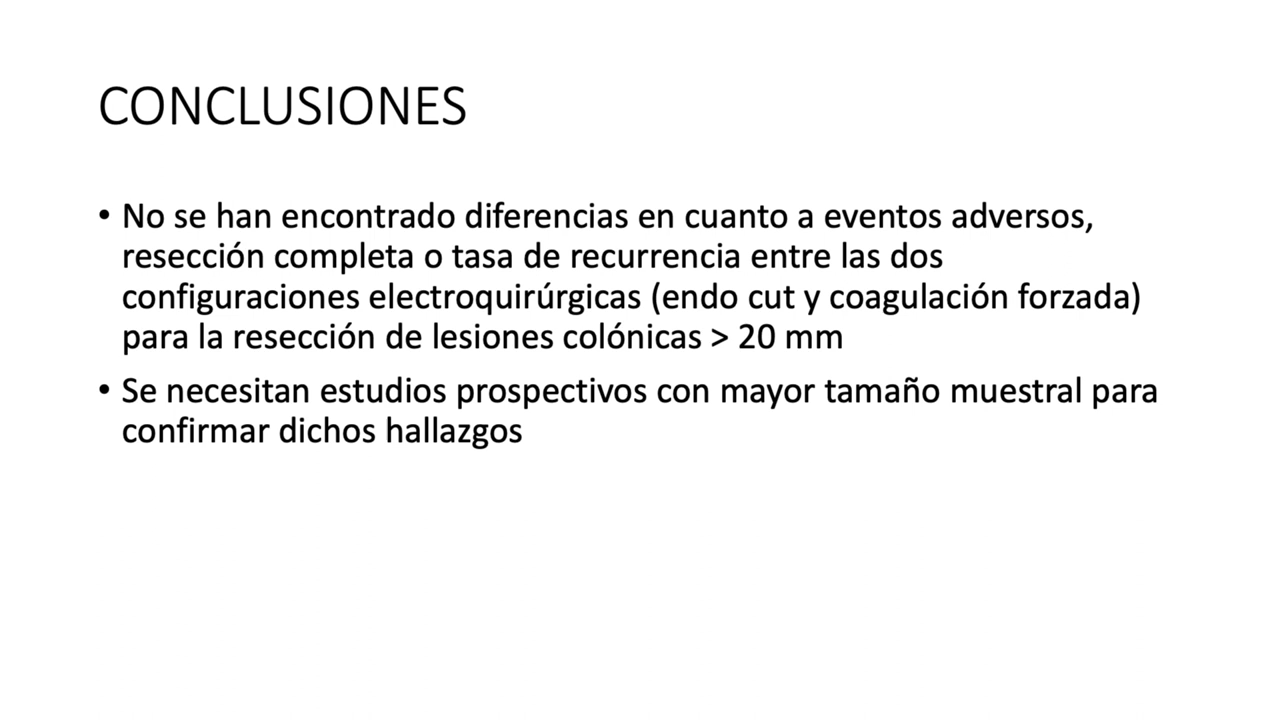 CONCLUSIONES
• No se han encontrado diferencias en cuanto a eventos adversos,
resección completa o tasa de recurrencia entre las dos
configuraciones electroquirúrgicas (endo cut y coagulación forzada)
para la resección de lesiones colónicas > 20 mm
• Se necesitan estudios prospectivos con mayor tamaño muestral para
confirmar dichos hallazgos